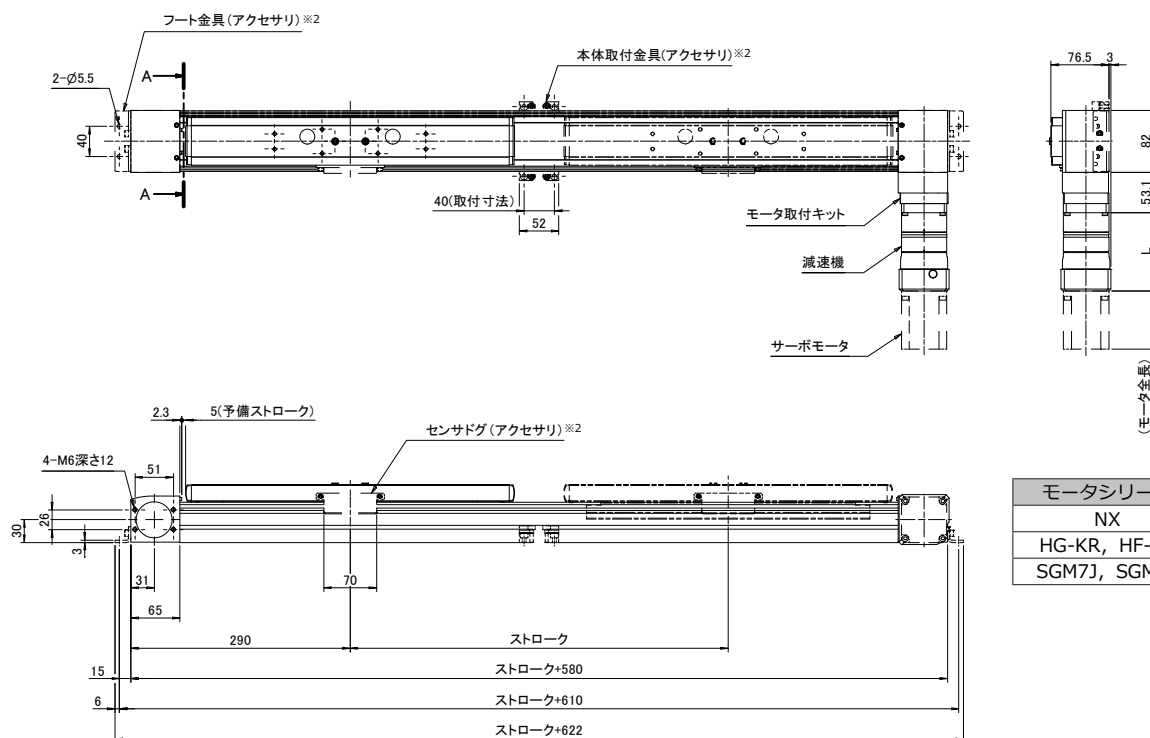 フート金具(アクセサリ)※2
本体取付金具(アクセサリ)※2
2-Ø5.5
A
A
40
40(取付寸法)
52
モータ取付キット
減速機
サーボモータ
76.5
3
82
53.1
L
(モータ全長)
2.3
5(予備ストローク)
センサドグ(アクセサリ)※2
4-M6深さ12
51
30
26
3
31
65
70
290
ストローク
15
ストローク+580
6
ストローク+610
ストローク+622
モータシリー
NX
HG-KR, HF-
SGM7J, SGM